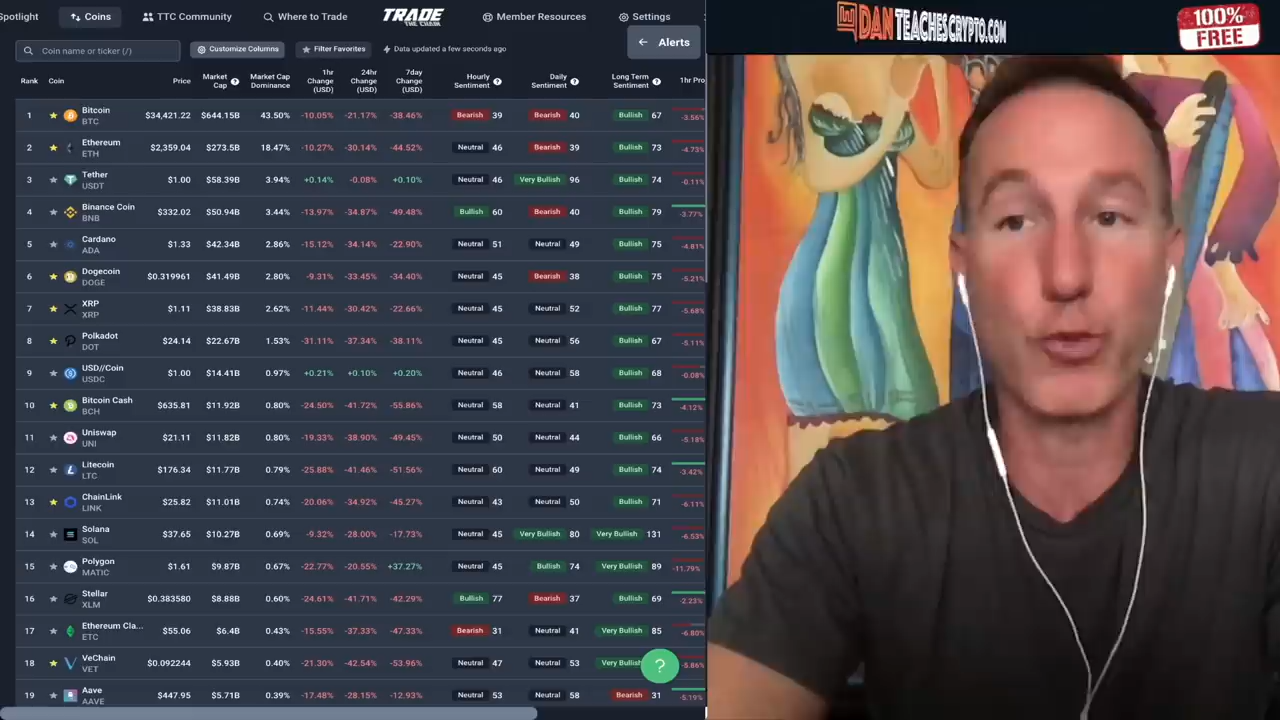 Spotlight Coins TTC Community Where to Trade TRADE THE CHAIN Member Resources Settings
Coin name or ticker (/) Customize Columns Filter Favorites Data updated a few seconds ago Alerts
Rank Coin Price Market Cap Market Cap Dominance 1hr Change (USD) 24hr Change (USD) 7day Change (USD) Hourly Sentiment Daily Sentiment Long Term Sentiment 1hr Pro
1 Bitcoin BTC $34,421.22 $644.15B 43.50% -10.05% -21.17% -38.46% Bearish 39 Bearish 40 Bullish 67 -3.56%
2 Ethereum ETH $2,359.04 $273.5B 18.47% -10.27% -30.14% -44.52% Neutral 46 Bearish 39 Bullish 73 -4.73%
3 Tether USDT $1.00 $58.39B 3.94% +0.14% -0.08% +0.10% Neutral 46 Very Bullish 96 Bullish 74 -0.11%
4 Binance Coin BNB $332.02 $50.94B 3.44% -13.97% -34.87% -49.48% Bullish 60 Bearish 40 Bullish 79 -3.77%
5 Cardano ADA $1.33 $42.34B 2.86% -15.12% -34.14% -22.90% Neutral 51 Neutral 49 Bullish 75 -4.81%
6 Dogecoin DOGE $0.319961 $41.49B 2.80% -9.31% -33.45% -34.40% Neutral 45 Bearish 38 Bullish 75 -5.21%
7 XRP XRP $1.11 $38.83B 2.62% -11.44% -30.42% -22.66% Neutral 45 Neutral 52 Bullish 77 -5.68%
8 Polkadot DOT $24.14 $22.67B 1.53% -31.11% -37.34% -38.11% Neutral 45 Neutral 56 Bullish 67 -5.11%
9 USD//Coin USDC $1.00 $14.41B 0.97% +0.21% +0.10% +0.20% Neutral 46 Neutral 58 Bullish 68 -0.08%
10 Bitcoin Cash BCH $635.81 $11.92B 0.80% -24.50% -41.72% -55.86% Neutral 58 Neutral 41 Bullish 73 -4.12%
11 Uniswap UNI $21.11 $11.82B 0.80% -19.33% -38.90% -49.45% Neutral 50 Neutral 44 Bullish 66 -5.18%
12 Litecoin LTC $176.34 $11.77B 0.79% -25.88% -41.46% -51.56% Neutral 60 Neutral 49 Bullish 74 -3.42%
13 ChainLink LINK $25.82 $11.01B 0.74% -20.06% -34.92% -45.27% Neutral 43 Neutral 50 Bullish 71 -6.11%
14 Solana SOL $37.65 $10.27B 0.69% -9.32% -28.00% -17.73% Neutral 45 Very Bullish 80 Very Bullish 131 -6.53%
15 Polygon MATIC $1.61 $9.87B 0.67% -22.77% -20.55% +37.27% Neutral 45 Bullish 74 Very Bullish 89 -11.79%
16 Stellar XLM $0.383580 $8.88B 0.60% -24.61% -41.71% -42.29% Bullish 77 Bearish 37 Bullish 69 -2.23%
17 Ethereum Cla... ETC $55.06 $6.4B 0.43% -15.55% -37.33% -47.33% Bearish 31 Neutral 41 Very Bullish 85 -6.80%
18 VeChain VET $0.092244 $5.93B 0.40% -21.30% -42.54% -53.96% Neutral 47 Neutral 53 Very Bullish -5.86%
19 Aave AAVE $447.95 $5.71B 0.39% -17.48% -28.15% -12.93% Neutral 53 Neutral 58 Bearish 31 -5.19%
?
DANTEACHESCRYPTO.COM
100% FREE